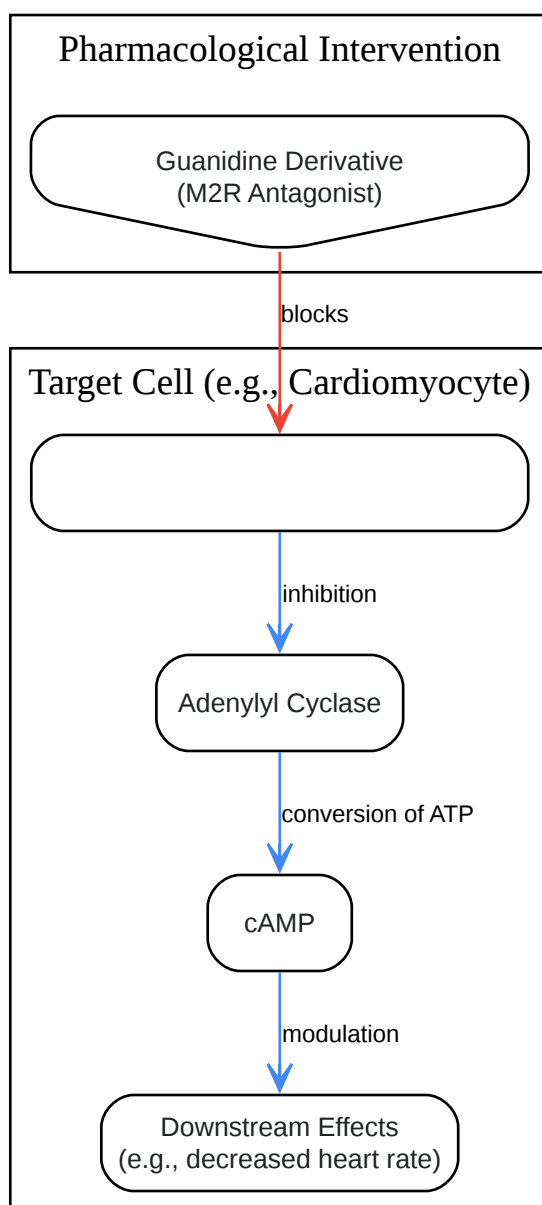 Pharmacological Intervention
Guanidine Derivative
(M2R Antagonist)
blocks
Target Cell (e.g., Cardiomyocyte)
inhibition
Adenylyl Cyclase
conversion of ATP
cAMP
modulation
Downstream Effects
(e.g., decreased heart rate)